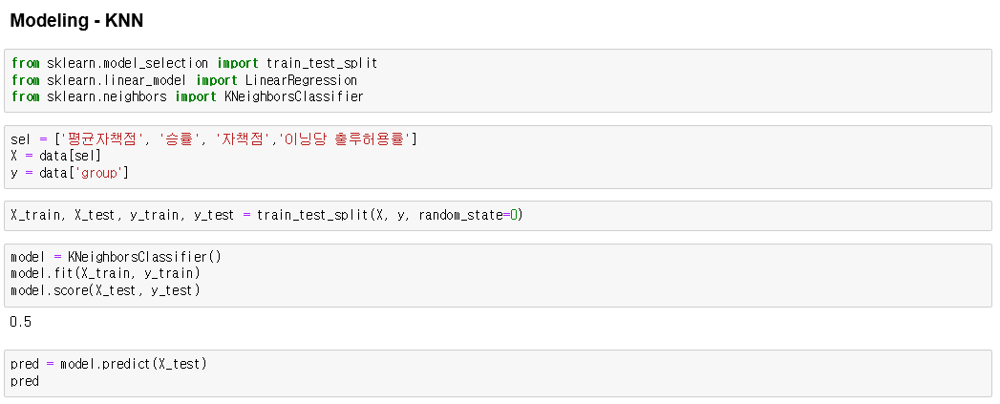 Modeling - KNN
from sklearn.model_selection import train_test_split
from sklearn.linear_model import LinearRegression
from sklearn.neighbors import KNeighborsClassifier
sel = ['평균자책점', '승률', '자책점','이닝당 출루허용률']
X = data[sel]
y = data['group']
X_train, X_test, y_train, y_test = train_test_split(X, y, random_state=0)
model = KNeighborsClassifier()
model.fit(X_train, y_train)
model.score(X_test, y_test)
0.5
pred = model.predict(X_test)
pred